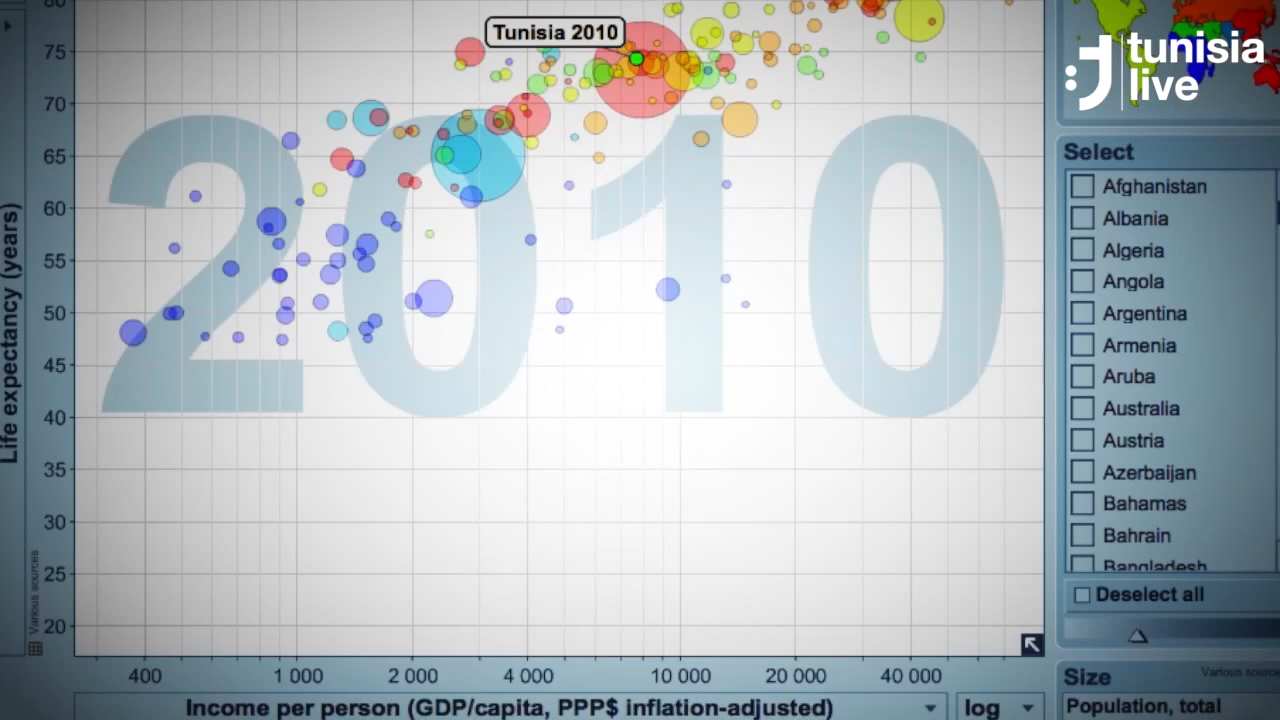 80
75
70
65
60
55
50
45
40
35
30
25
20
Life expectancy (years)
Various sources
Tunisia 2010
2010
400
1 000
2 000
4 000
10 000
20 000
40 000
Income per person (GDP/capita, PPP$ inflation-adjusted)
log
tunisia
live
Select
Afghanistan
Albania
Algeria
Angola
Argentina
Armenia
Aruba
Australia
Austria
Azerbaijan
Bahamas
Bahrain
Bangladesh
Deselect all
Size
Various sources
Population, total